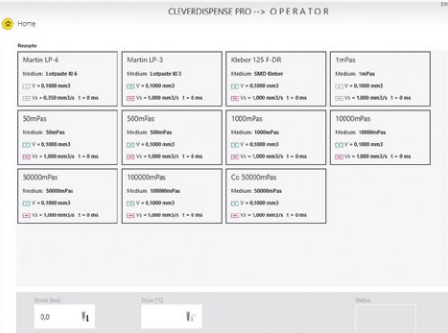 CLEVERDISPENSE PRO --> O P E R A T O R
EN
Home
Rezepte
Martin LP-6
Medium: Lotpaste Kl 6
V = 0,1000 mm3
Vs = 0,350 mm3/s t = 0 ms
Martin LP-3
Medium: Lotpaste Kl 3
V = 0,1000 mm3
Vs = 1,000 mm3/s t = 0 ms
Kleber 125 F-DR
Medium: SMD Kleber
V = 0,1000 mm3
Vs = 1,000 mm3/s t = 0 ms
1mPas
Medium: 1mPas
V = 0,1000 mm3
Vs = 1,000 mm3/s t = 0 ms
50mPas
Medium: 50mPas
V = 0,1000 mm3
Vs = 1,000 mm3/s t = 0 ms
500mPas
Medium: 500mPas
V = 0,1000 mm3
Vs = 1,000 mm3/s t = 0 ms
1000mPas
Medium: 1000mPas
V = 0,1000 mm3
Vs = 1,000 mm3/s t = 0 ms
10000mPas
Medium: 10000mPas
V = 0,1000 mm3
Vs = 1,000 mm3/s t = 0 ms
50000mPas
Medium: 50000mPas
V = 0,1000 mm3
Vs = 1,000 mm3/s t = 0 ms
100000mPas
Medium: 100000mPas
V = 0,1000 mm3
Vs = 1,000 mm3/s t = 0 ms
Co 50000mPas
Medium: 50000mPas
V = 0,1000 mm3
Vs = 1,000 mm3/s t = 0 ms
Druck [bar]
0,0
Düse [°C]
Status